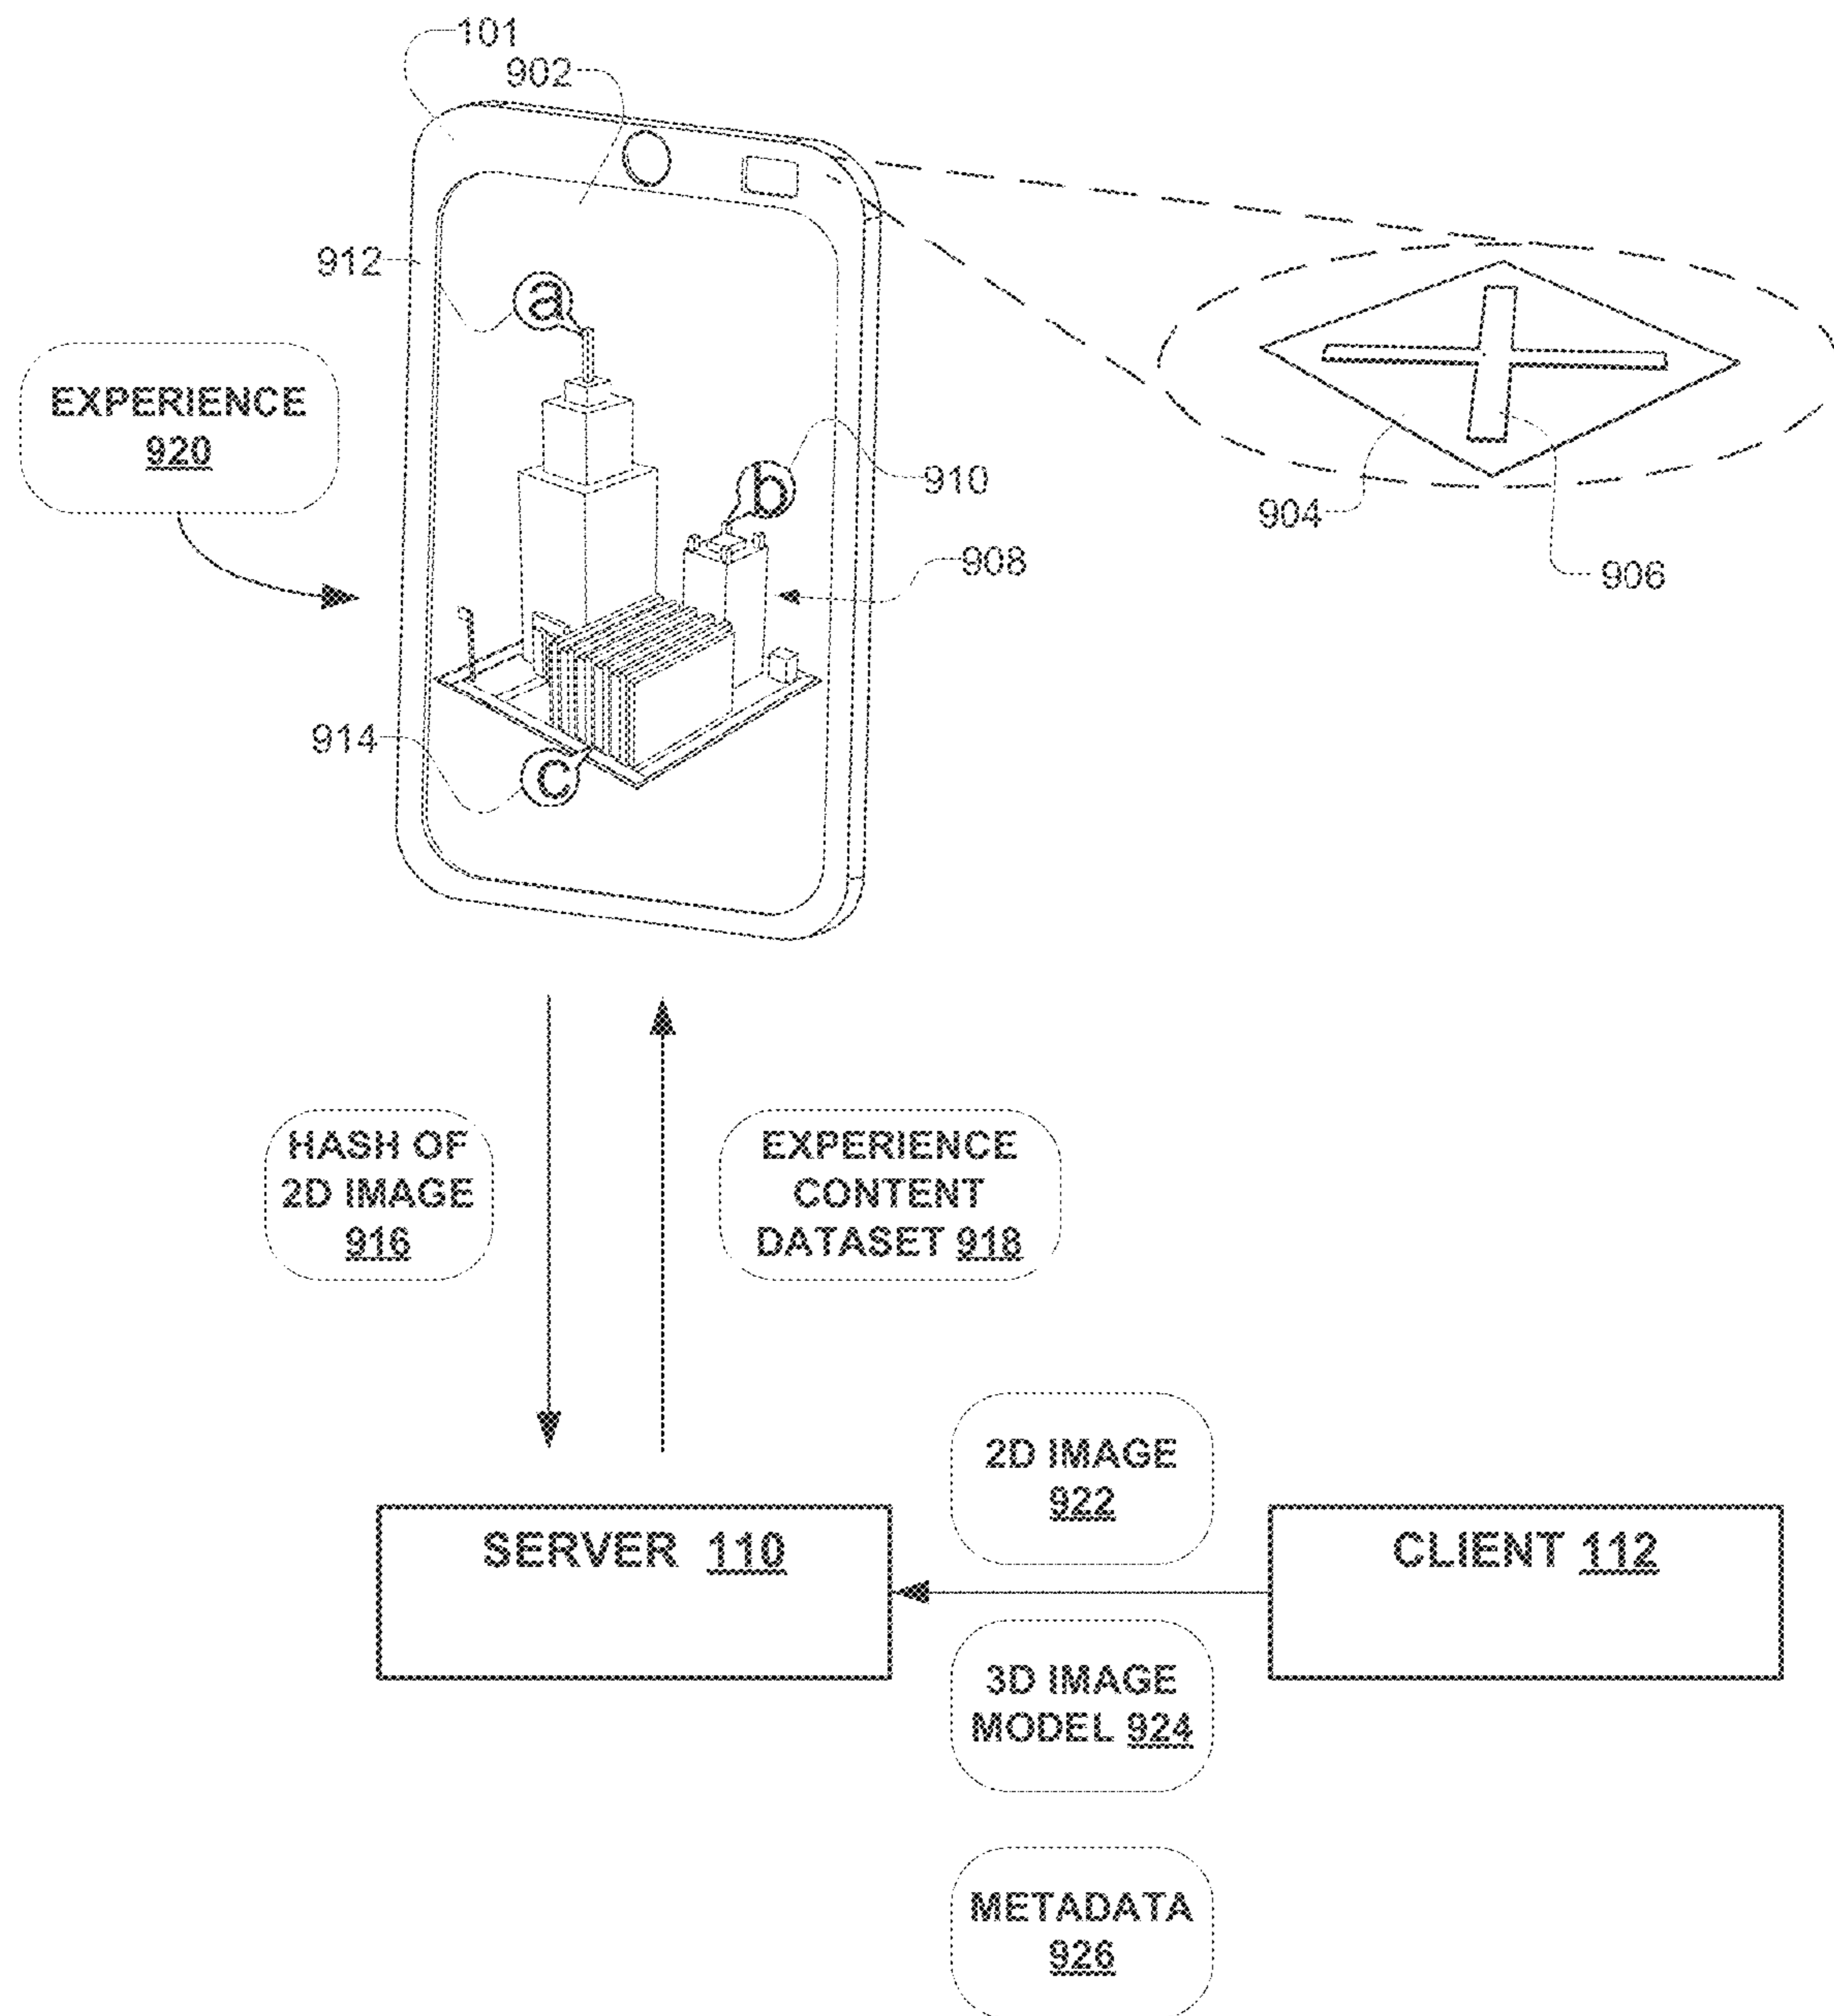 101
902
912
a
EXPERIENCE
920
b
910
904
908
906
914
c
HASH OF
2D IMAGE
916
EXPERIENCE
CONTENT
DATASET 918
2D IMAGE
922
SERVER 110
CLIENT 112
3D IMAGE
MODEL 924
METADATA
926